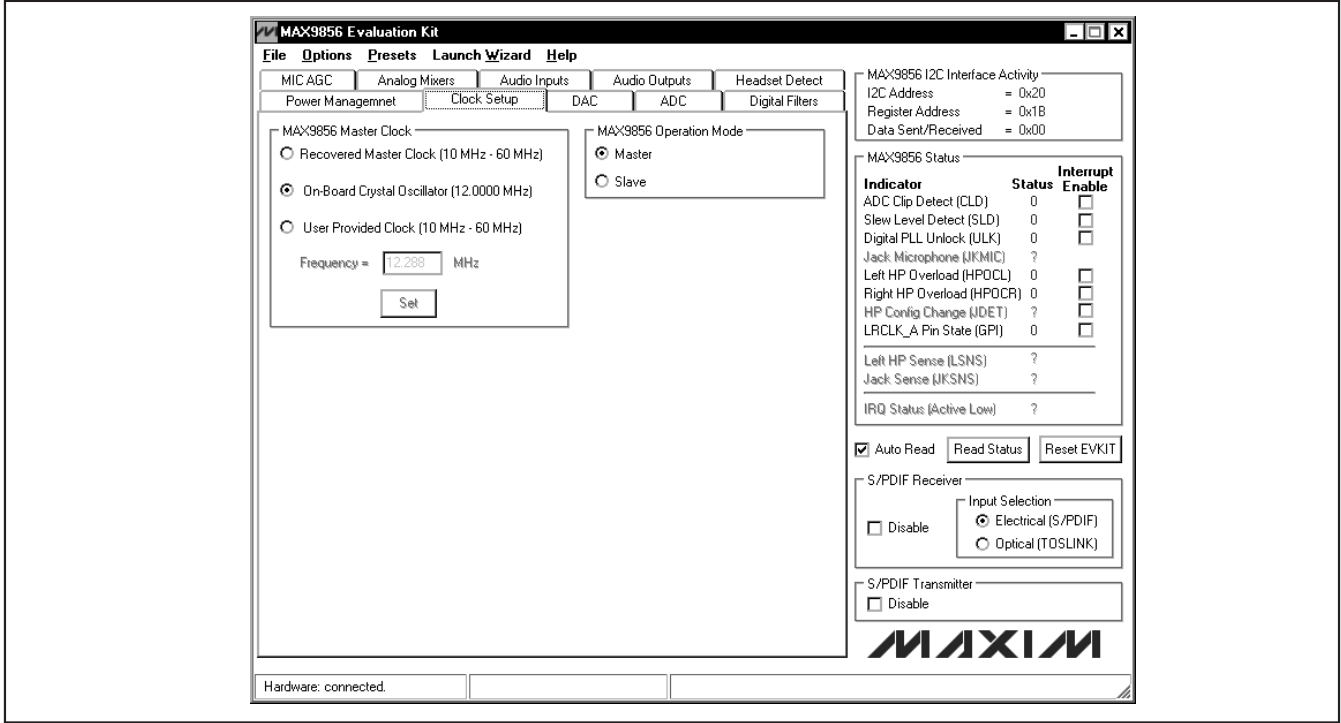 MAX9856 Evaluation Kit
File Options Presets Launch Wizard Help
MIC AGC Analog Mixers Audio Inputs Audio Outputs Headset Detect
Power Managemnet Clock Setup DAC ADC Digital Filters
MAX9856 Master Clock
Recovered Master Clock (10 MHz - 60 MHz)
On-Board Crystal Oscillator (12.0000 MHz)
User Provided Clock (10 MHz - 60 MHz)
Frequency = 12.288 MHz
Set
MAX9856 Operation Mode
Master
Slave
MAX9856 I2C Interface Activity
I2C Address = 0x20
Register Address = 0x1B
Data Sent/Received = 0x00
MAX9856 Status
Indicator Status Interrupt Enable
ADC Clip Detect (CLD) 0
Slew Level Detect (SLD) 0
Digital PLL Unlock (ULK) 0
Jack Microphone (JKMIC) ?
Left HP Overload (HPOCL) 0
Right HP Overload (HPOCR) 0
HP Config Change (JDET) ?
LRCLK_A Pin State (GPI) 0
Left HP Sense (LSNS) ?
Jack Sense (JKSNS) ?
IRQ Status (Active Low) ?
Auto Read Read Status Reset EVKIT
S/PDIF Receiver
Disable
Input Selection
Electrical (S/PDIF)
Optical (TOSLINK)
S/PDIF Transmitter
Disable
MAXIM
Hardware: connected.